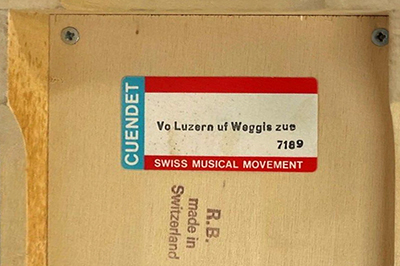 CUENDET
Vo Luzern uf Weggis zue
7189
SWISS MUSICAL MOVEMENT
R.B.
made in
Switzerland